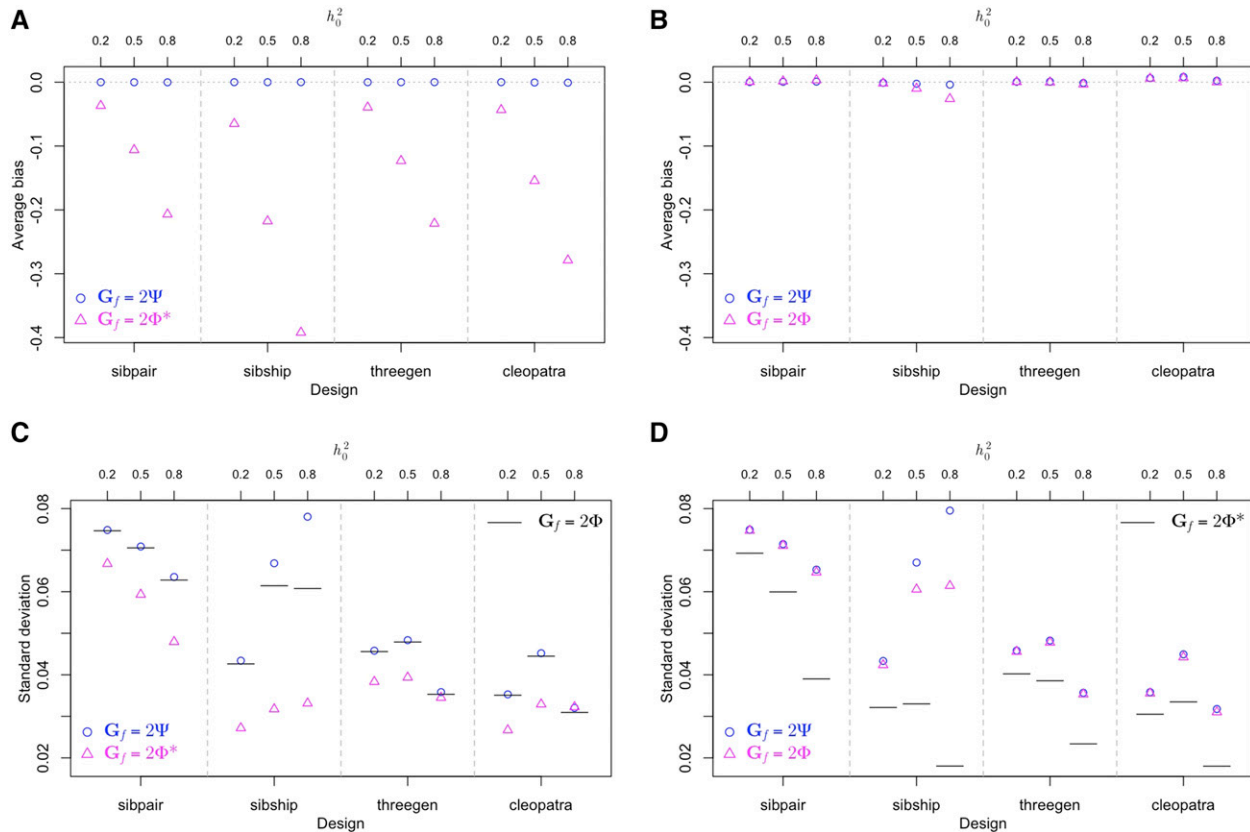 A
h₀²
0.2 0.5 0.8 0.2 0.5 0.8 0.2 0.5 0.8 0.2 0.5 0.8
Average bias
0.0
-0.1
-0.2
-0.3
-0.4
G_f = 2Ψ
G_f = 2Φ*
sibpair sibship threegen cleopatra
Design
B
h₀²
0.2 0.5 0.8 0.2 0.5 0.8 0.2 0.5 0.8 0.2 0.5 0.8
Average bias
0.0
-0.1
-0.2
-0.3
-0.4
G_f = 2Ψ
G_f = 2Φ
sibpair sibship threegen cleopatra
Design
C
h₀²
0.2 0.5 0.8 0.2 0.5 0.8 0.2 0.5 0.8 0.2 0.5 0.8
Standard deviation
0.08
0.06
0.04
0.02
G_f = 2Φ
G_f = 2Ψ
G_f = 2Φ*
sibpair sibship threegen cleopatra
Design
D
h₀²
0.2 0.5 0.8 0.2 0.5 0.8 0.2 0.5 0.8 0.2 0.5 0.8
Standard deviation
0.08
0.06
0.04
0.02
G_f = 2Φ*
G_f = 2Ψ
G_f = 2Φ
sibpair sibship threegen cleopatra
Design